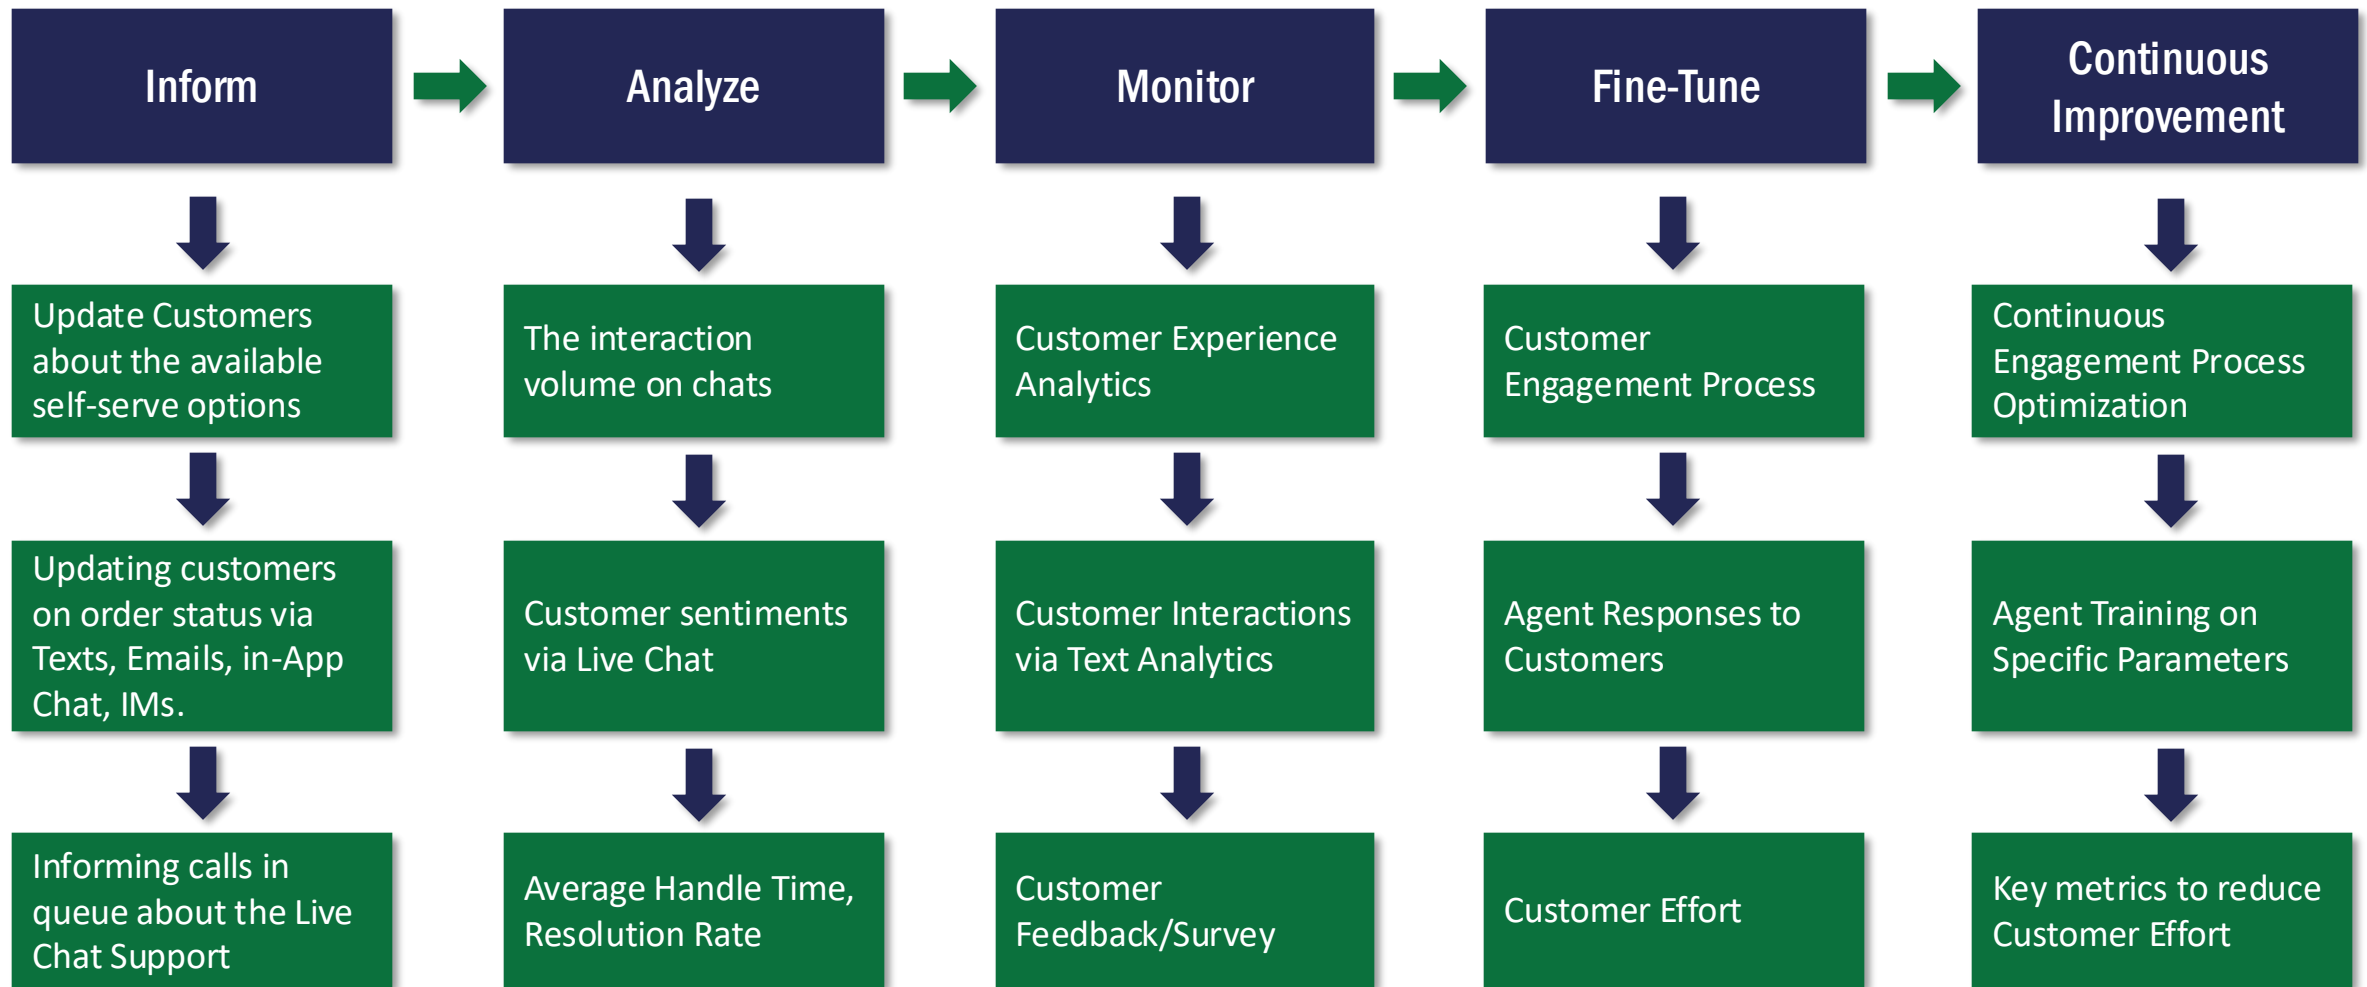 Inform
Analyze
Monitor
Fine-Tune
Continuous
Improvement
Update Customers
about the available
self-serve options
The interaction
volume on chats
Customer Experience
Analytics
Customer
Engagement Process
Continuous
Engagement Process
Optimization
Updating customers
on order status via
Texts, Emails, in-App
Chat, IMs.
Customer sentiments
via Live Chat
Customer Interactions
via Text Analytics
Agent Responses to
Customers
Agent Training on
Specific Parameters
Informing calls in
queue about the Live
Chat Support
Average Handle Time,
Resolution Rate
Customer
Feedback/Survey
Customer Effort
Key metrics to reduce
Customer Effort